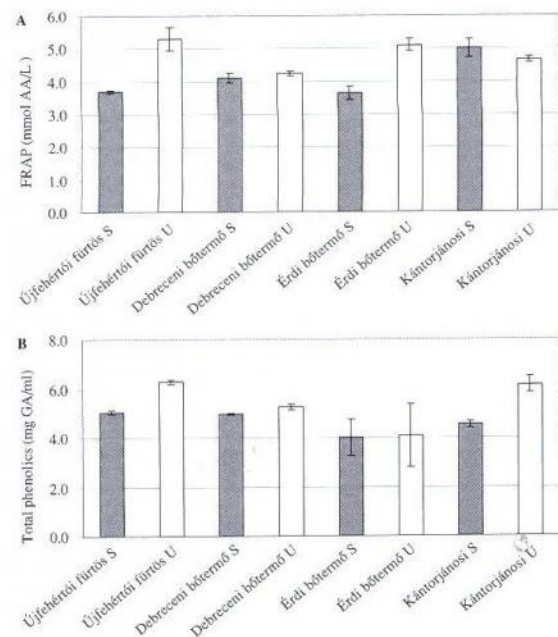 A
6.0
5.0
4.0
3.0
2.0
1.0
0.0
FRAP (mmol AA/L.)
Újfehértói fürtös S
Újfehértói fürtös U
Debreceni bőtermő S
Debreceni bőtermő U
Érdi bőtermő S
Érdi bőtermő U
Kántorjánosi S
Kántorjánosi U
B
8.0
6.0
4.0
2.0
0.0
Total phenolics (mg GA/ml)
Újfehértói fürtös S
Újfehértói fürtös U
Debreceni bőtermő S
Debreceni bőtermő U
Érdi bőtermő S
Érdi bőtermő U
Kántorjánosi S
Kántorjánosi U